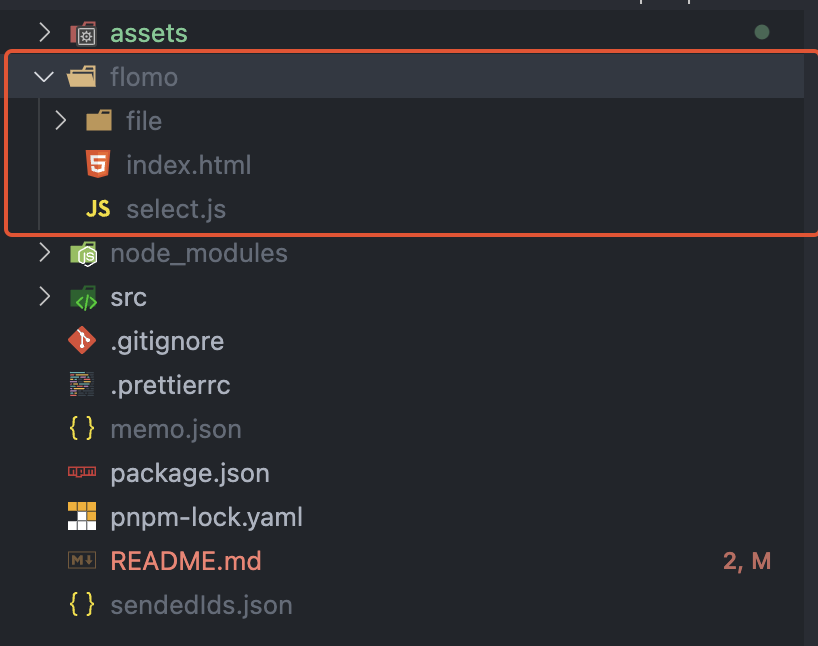 assets
flomo
file
index.html
JS select.js
node_modules
src
.gitignore
.prettierrc
{} memo.json
package.json
pnpm-lock.yaml
M↓ README.md 2, M
{} sendedIds.json